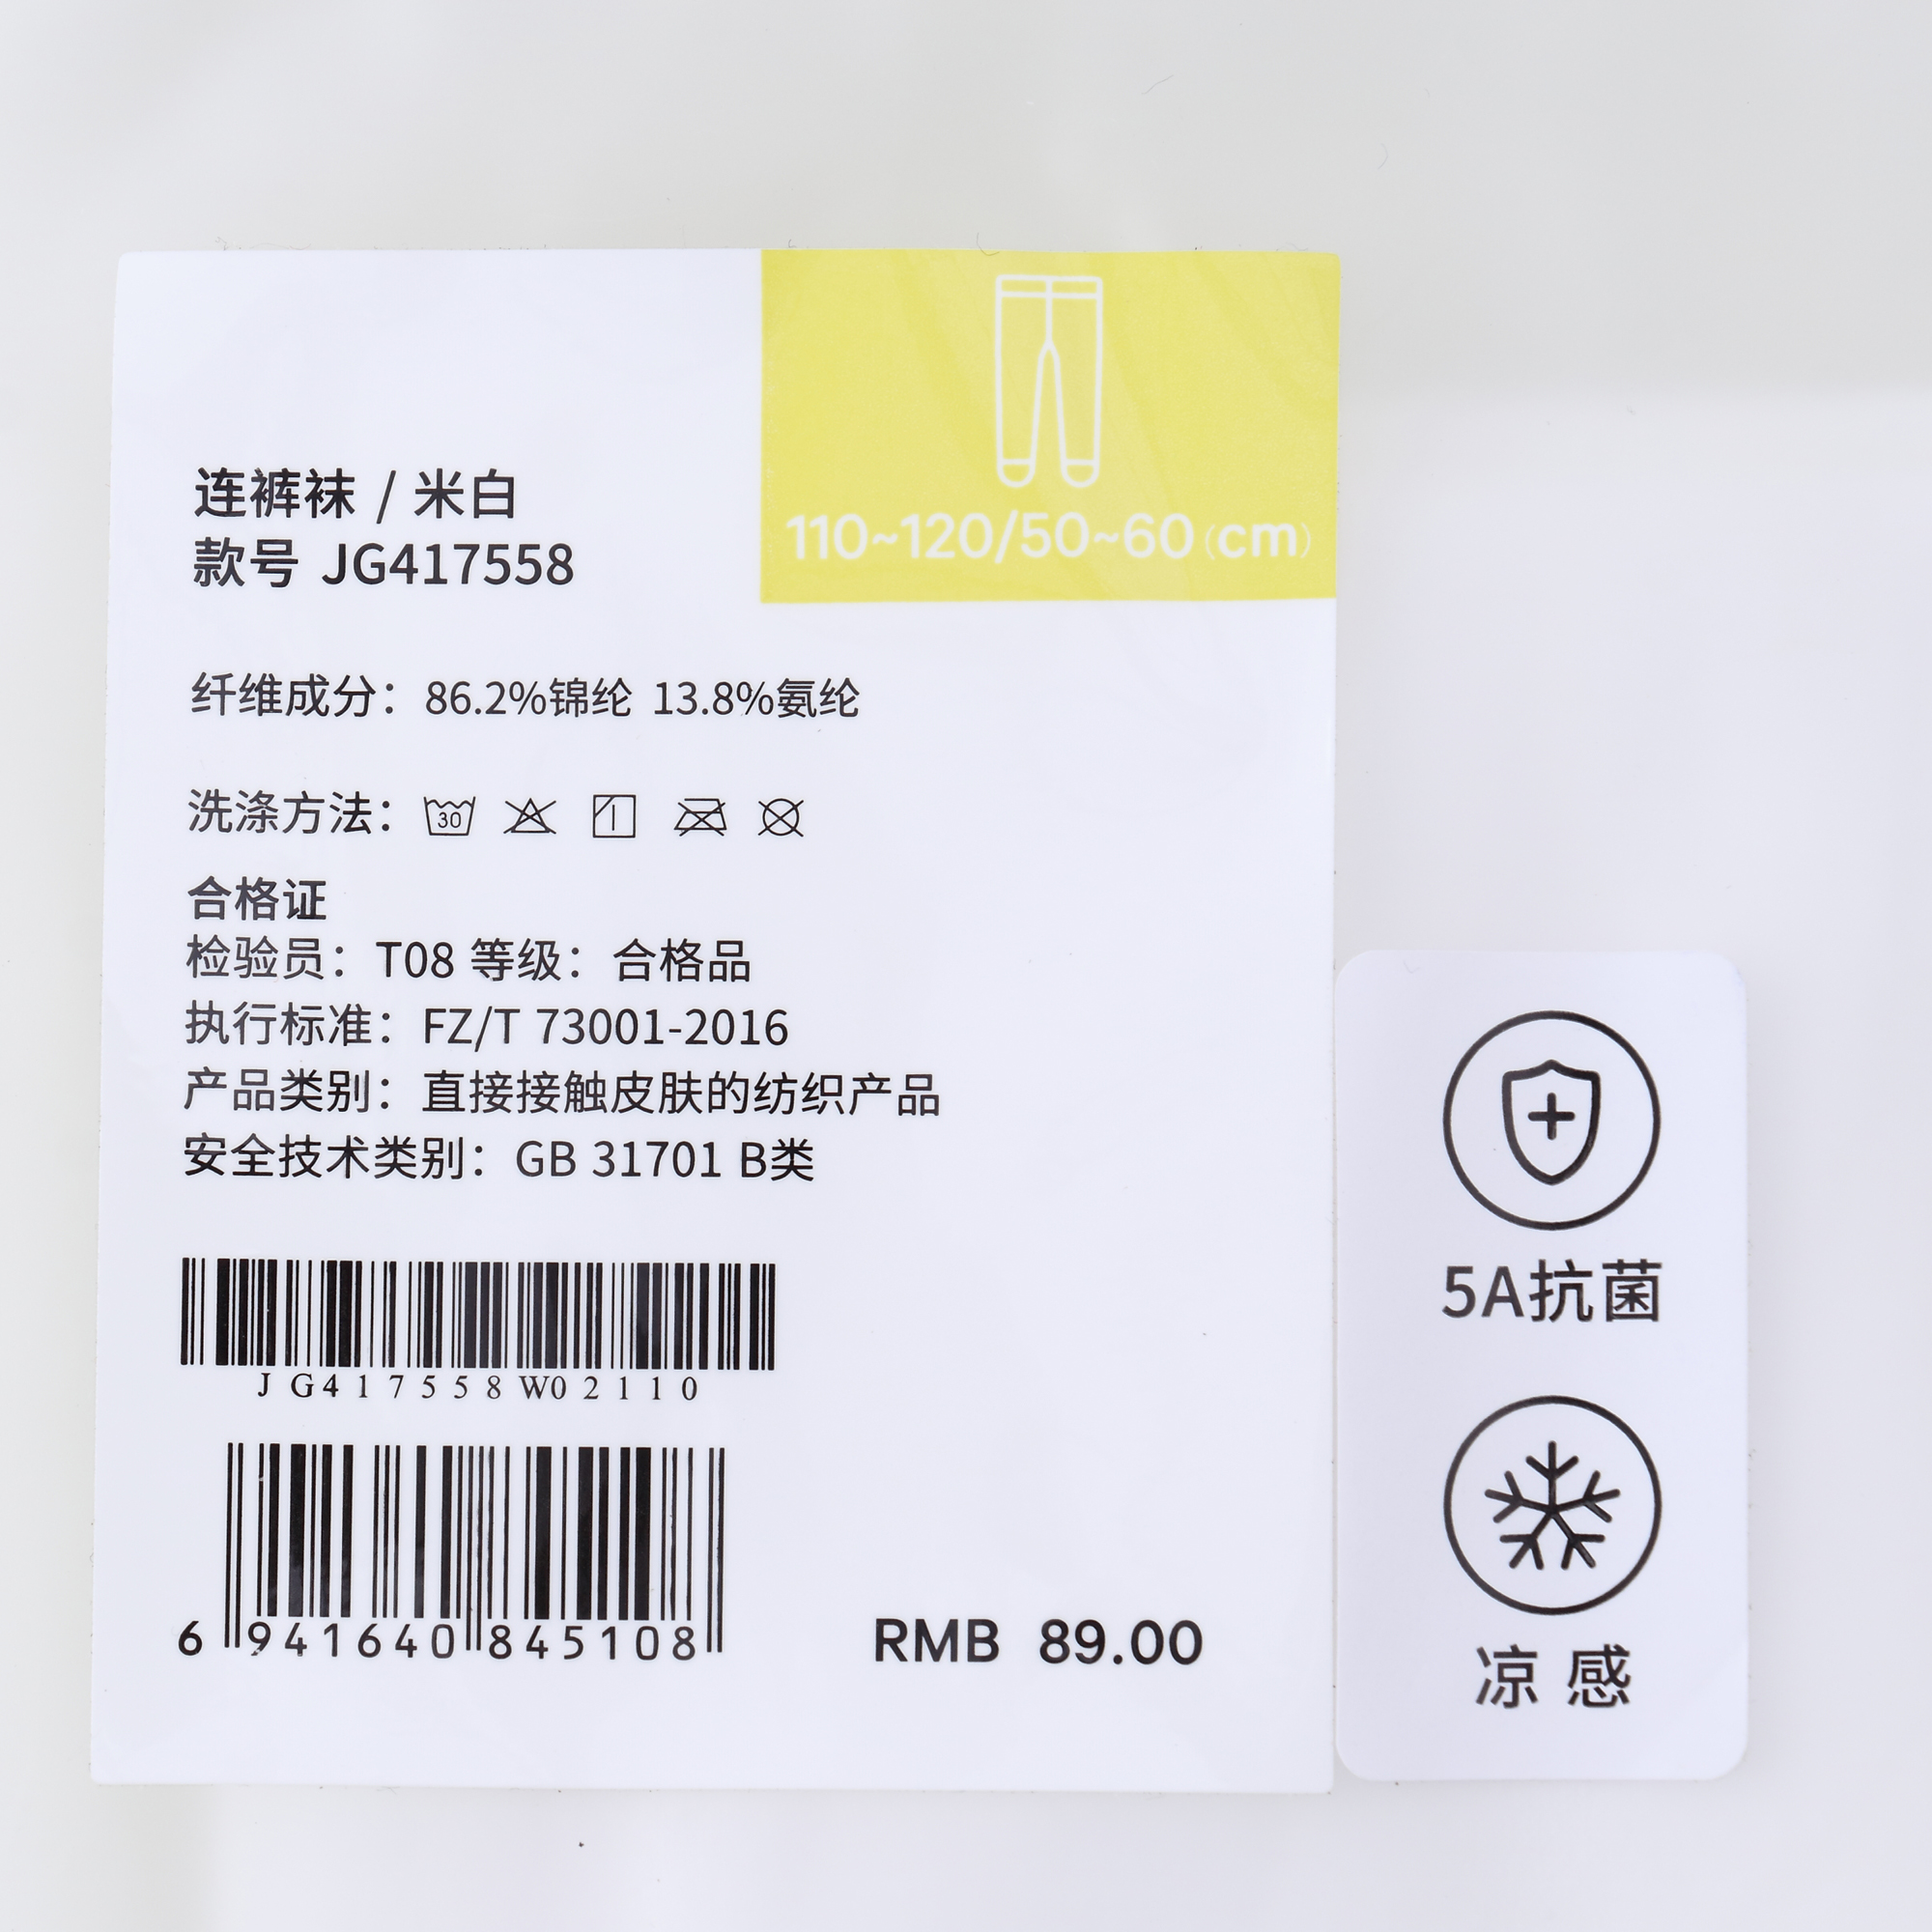 110~120/50~60(cm)
连裤袜 / 米白
款号 JG417558
纤维成分：86.2%锦纶 13.8%氨纶
洗涤方法：30
合格证
检验员：T08 等级：合格品
执行标准：FZ/T 73001-2016
产品类别：直接接触皮肤的纺织产品
安全技术类别：GB 31701 B类
JG417558W02110
6 941640 845108
RMB 89.00
5A抗菌
凉感